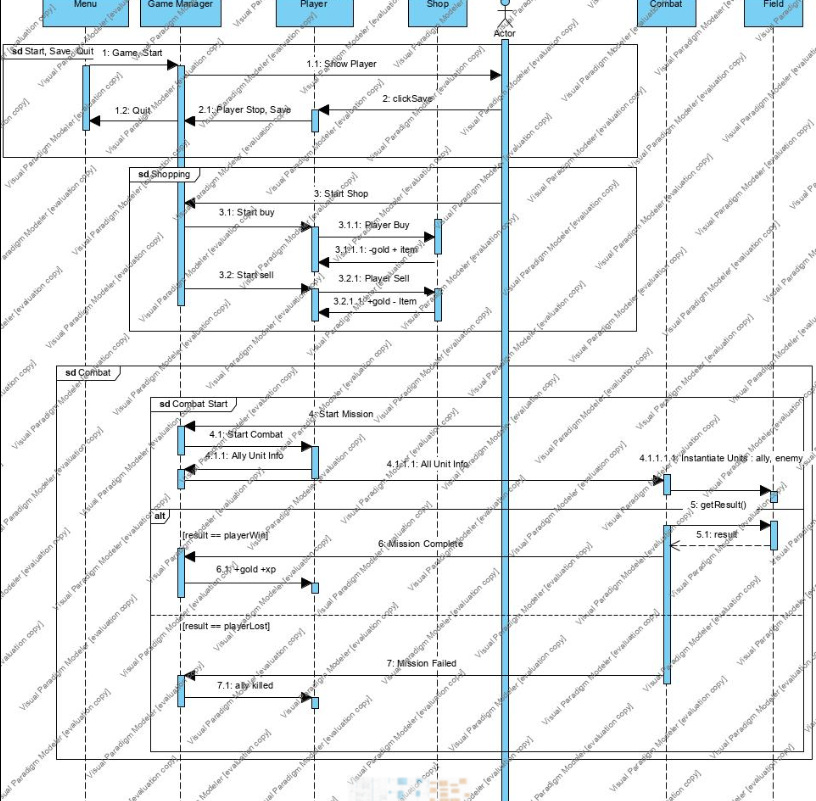 Menu
Game Manager
Player
Shop
Actor
Combat
Field
sd Start, Save, Quit
1: Game, Start
1.1: Show Player
2: clickSave
1.2: Quit
2.1: Player Stop, Save
sd Shopping
3: Start Shop
3.1: Start buy
3.1.1: Player Buy
3.1.1.1: -gold + item
3.2: Start sell
3.2.1: Player Sell
3.2.1.1: +gold - Item
sd Combat
sd Combat Start
4: Start Mission
4.1: Start Combat
4.1.1: Ally Unit Info
4.1.1.1: All Unit Info
4.1.1.1.1: Instantiate Units : ally, enemy
5: getResult()
alt
5.1: result
[result == playerWin]
6: Mission Complete
6.1: +gold +xp
[result == playerLost]
7: Mission Failed
7.1: ally killed
Visual Paradigm Modeler [evaluation copy]